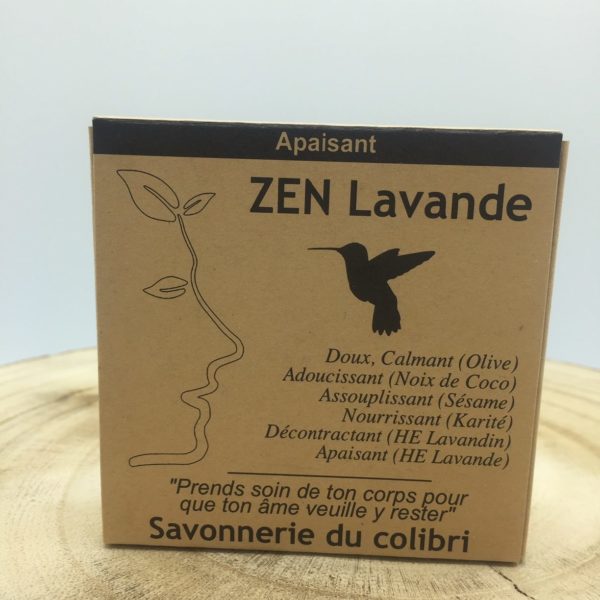 Apaisant
ZEN Lavande
Doux, Calmant (Olive)
Adoucissant (Noix de Coco)
Assouplissant (Sésame)
Nourrissant (Karité)
Décontractant (HE Lavandin)
Apaisant (HE Lavande)
"Prends soin de ton corps pour
que ton âme veuille y rester"
Savonnerie du colibri